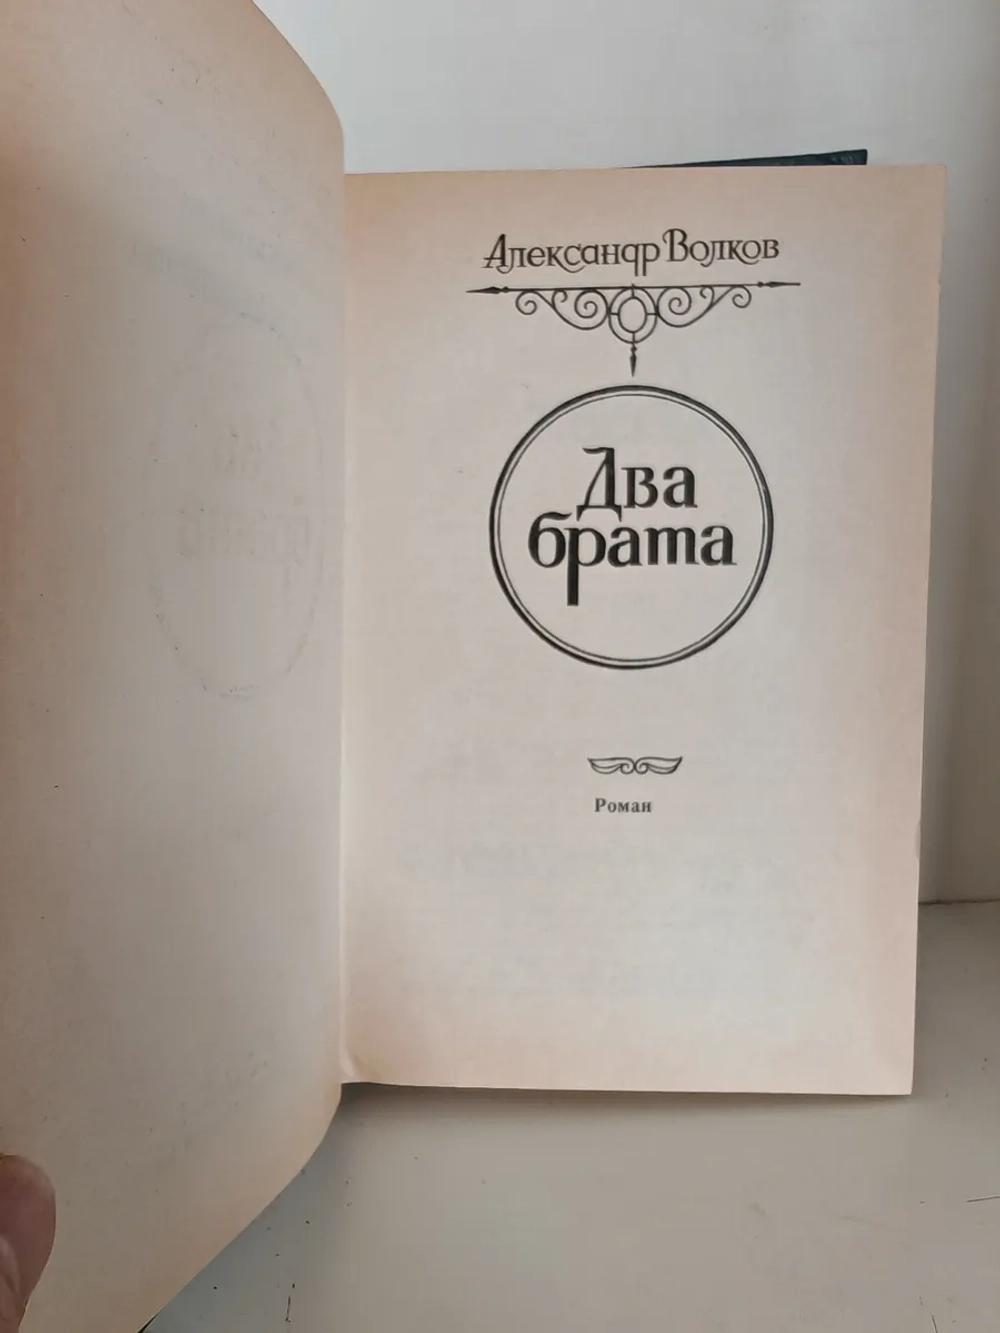 Александр Волков
Два
брата
Роман